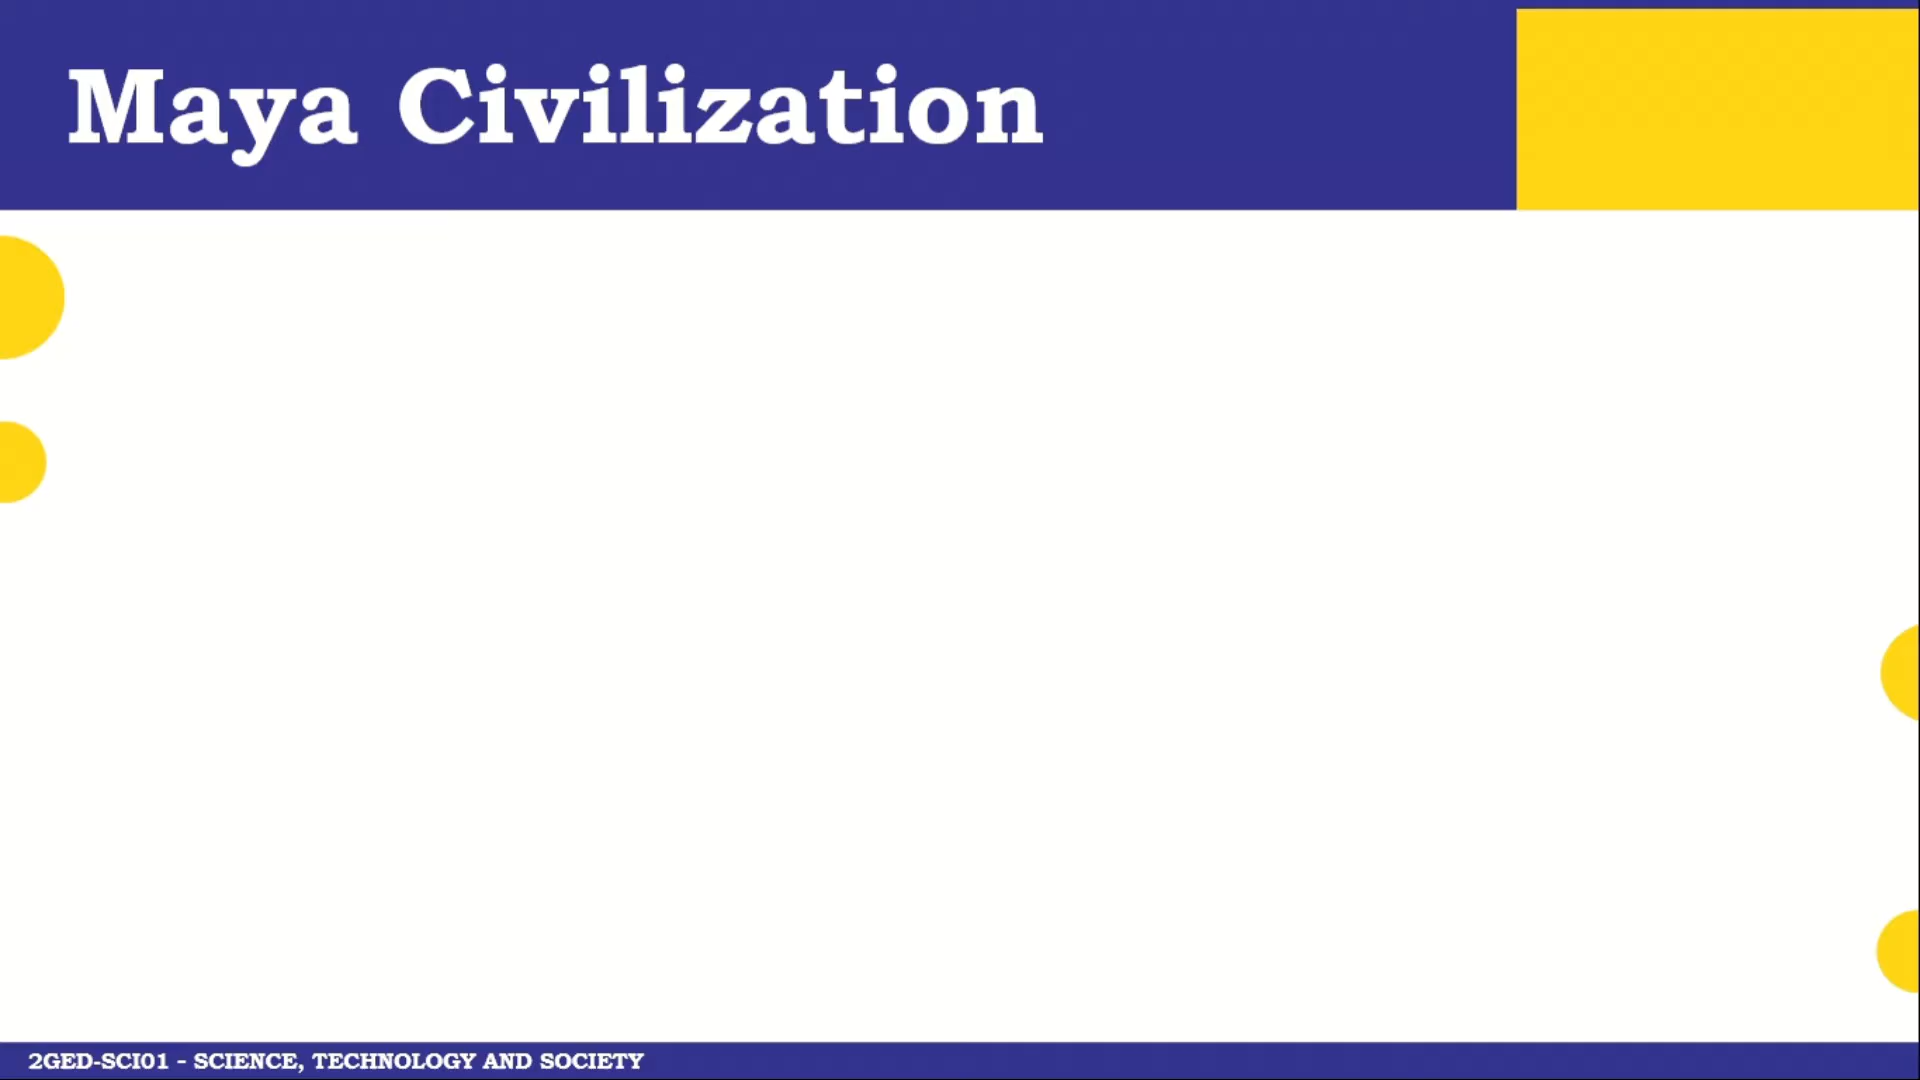 Maya Civilization
2GED-SCI01 - SCIENCE, TECHNOLOGY AND SOCIETY